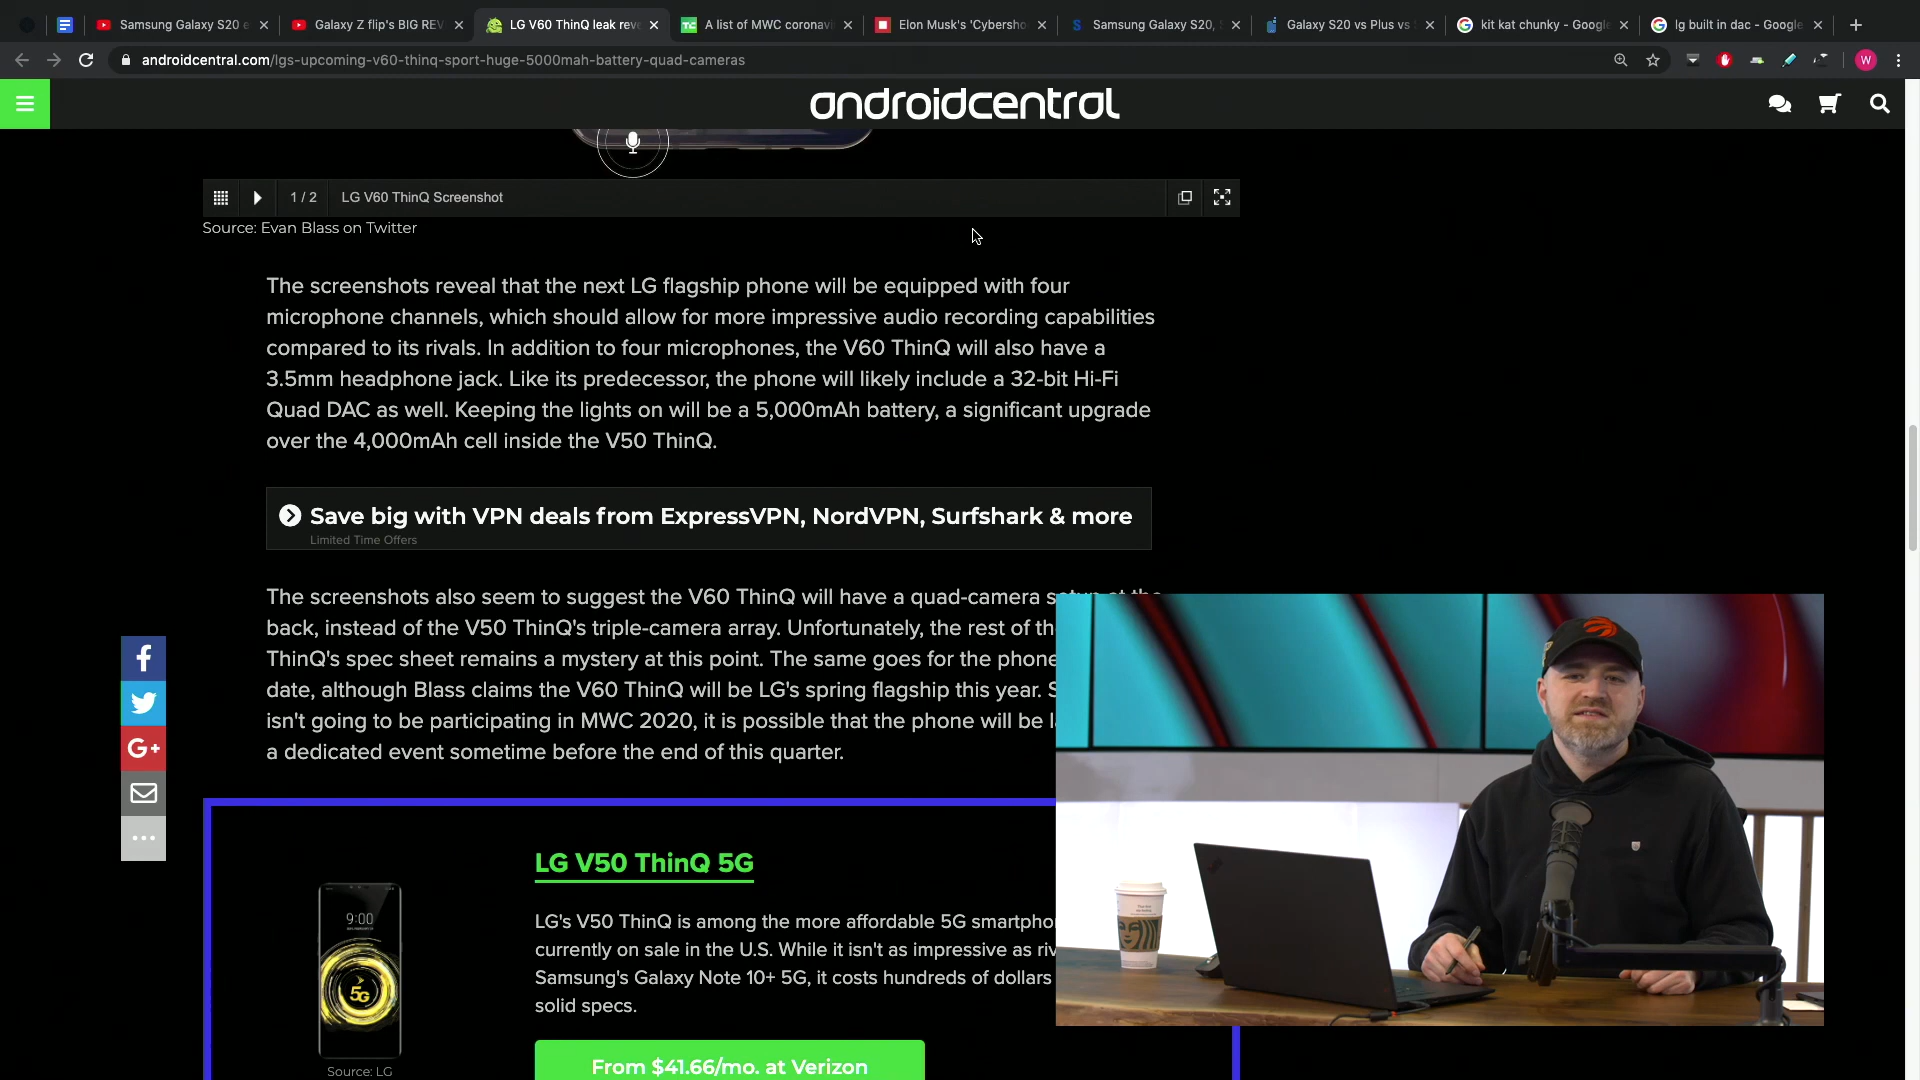 Samsung Galaxy S20 e
Galaxy Z flip's BIG REV
LG V60 ThinQ leak reve
A list of MWC coronavi
Elon Musk's 'Cybersho
Samsung Galaxy S20,
Galaxy S20 vs Plus vs
kit kat chunky - Google
lg built in dac - Google
androidcentral.com/lgs-upcoming-v60-thinq-sport-huge-5000mah-battery-quad-cameras
W
androidcentral
1 / 2
LG V60 ThinQ Screenshot
Source: Evan Blass on Twitter
The screenshots reveal that the next LG flagship phone will be equipped with four
microphone channels, which should allow for more impressive audio recording capabilities
compared to its rivals. In addition to four microphones, the V60 ThinQ will also have a
3.5mm headphone jack. Like its predecessor, the phone will likely include a 32-bit Hi-Fi
Quad DAC as well. Keeping the lights on will be a 5,000mAh battery, a significant upgrade
over the 4,000mAh cell inside the V50 ThinQ.
Save big with VPN deals from ExpressVPN, NordVPN, Surfshark & more
Limited Time Offers
The screenshots also seem to suggest the V60 ThinQ will have a quad-camera setup at the
back, instead of the V50 ThinQ's triple-camera array. Unfortunately, the rest of th
ThinQ's spec sheet remains a mystery at this point. The same goes for the phone
date, although Blass claims the V60 ThinQ will be LG's spring flagship this year. S
isn't going to be participating in MWC 2020, it is possible that the phone will be l
a dedicated event sometime before the end of this quarter.
f
G+
LG V50 ThinQ 5G
LG's V50 ThinQ is among the more affordable 5G smartpho
currently on sale in the U.S. While it isn't as impressive as riv
Samsung's Galaxy Note 10+ 5G, it costs hundreds of dollars
solid specs.
9:00
5G
Source: LG
From $41.66/mo. at Verizon